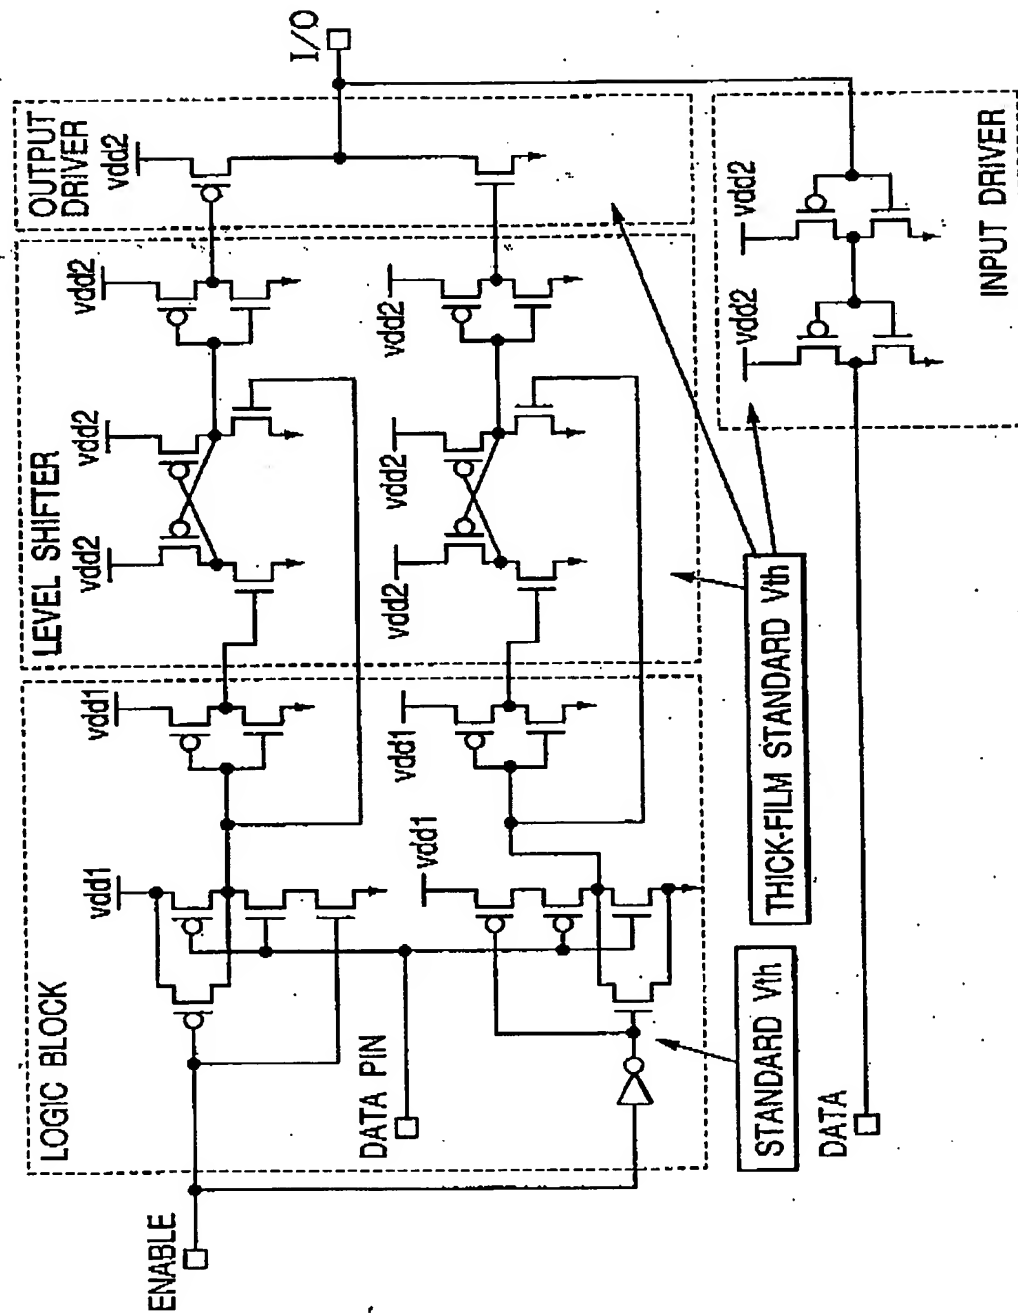 ENABLE
LOGIC BLOCK
vdd1
vdd1
vdd1
vdd1
DATA PIN
LEVEL SHIFTER
vdd2
vdd2
vdd2
vdd2
vdd2
vdd2
OUTPUT
DRIVER
vdd2
I/O
STANDARD Vth
THICK-FILM STANDARD Vth
DATA
vdd2
vdd2
INPUT DRIVER